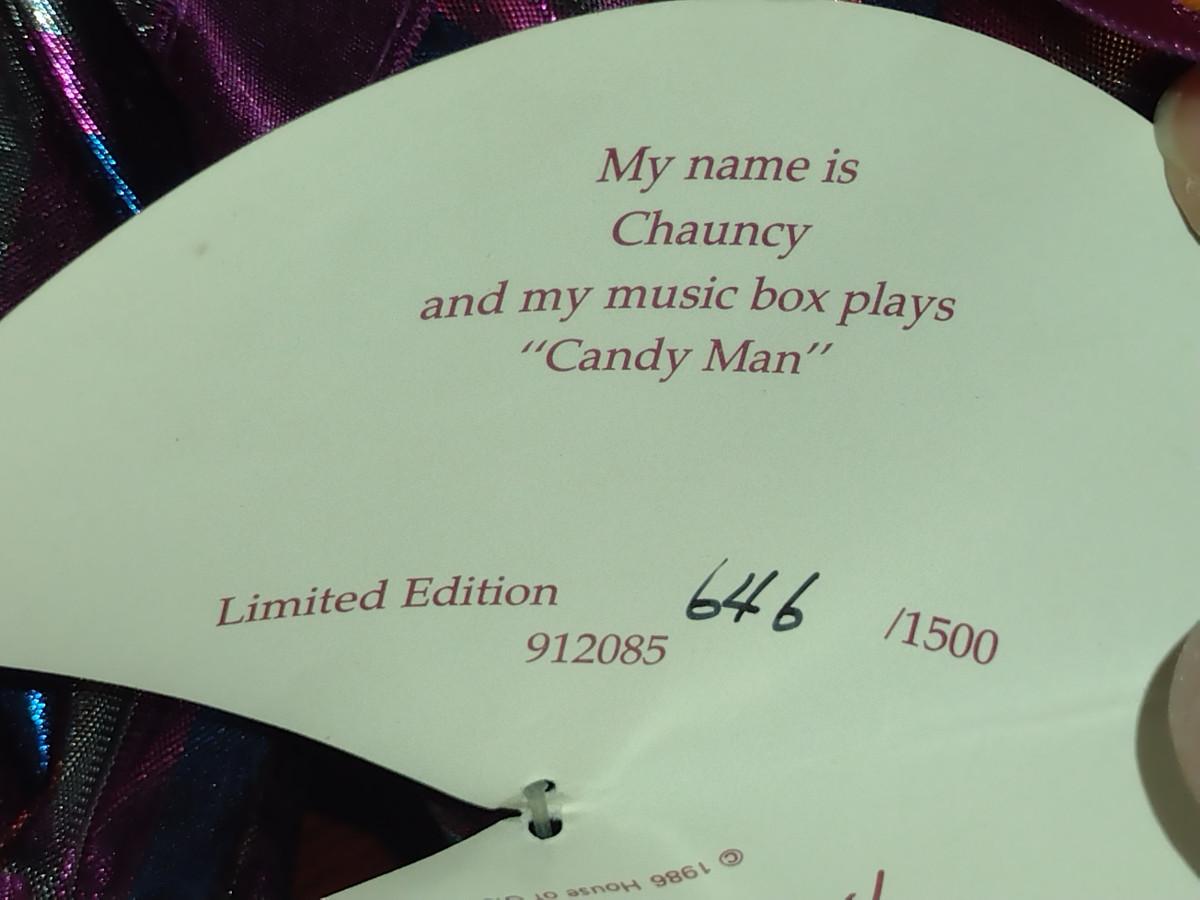 My name is
Chauncy
and my music box plays
“Candy Man”
Limited Edition 646 /1500
912085
© 1986 House of